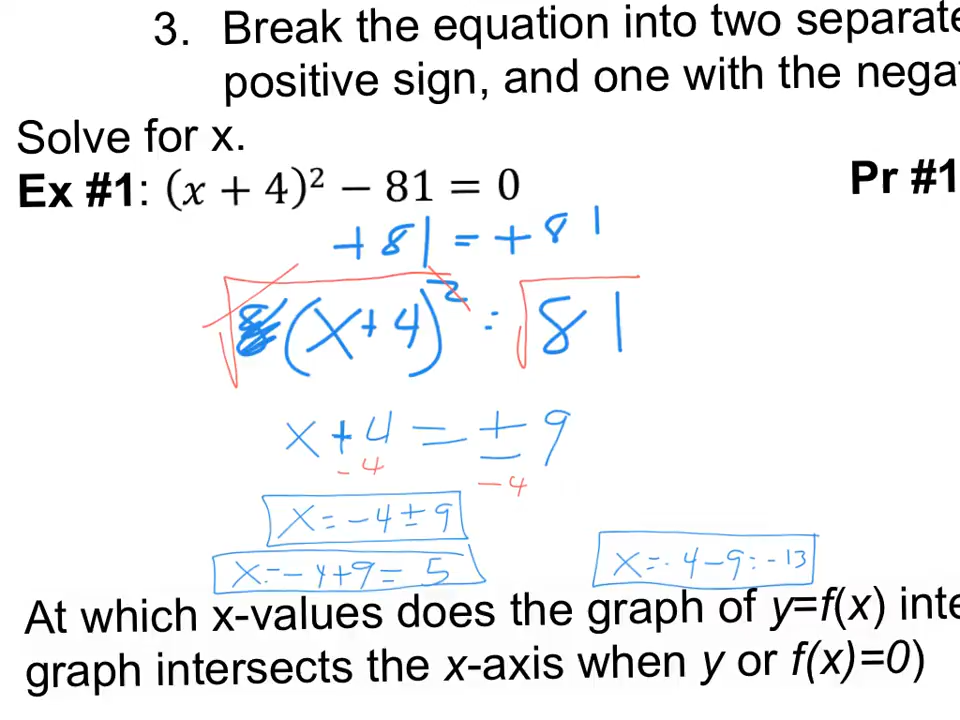 3. Break the equation into two separate
positive sign, and one with the negat
Solve for x.
Ex #1: (x + 4)² − 81 = 0
Pr #1
+81 = +81
√(x+4)² = √81
x+4 = ±9
-4 -4
x = -4 ± 9
x = -4+9 = 5
x = -4-9 = -13
At which x-values does the graph of y=f(x) inte
graph intersects the x-axis when y or f(x)=0)